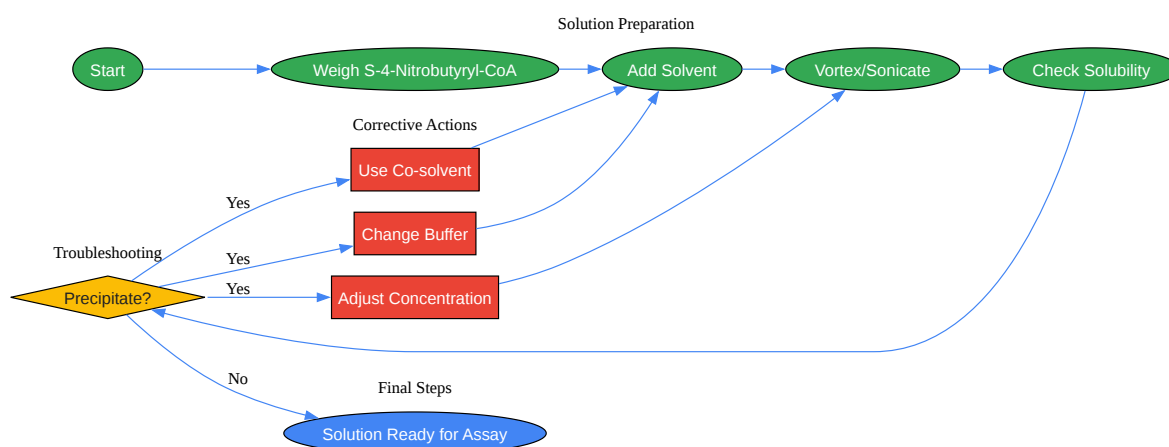 Solution Preparation
Start
Weigh S-4-Nitrobutyryl-CoA
Add Solvent
Vortex/Sonicate
Check Solubility
Corrective Actions
Use Co-solvent
Yes
Change Buffer
Troubleshooting
Yes
Precipitate?
Yes
Adjust Concentration
No
Final Steps
Solution Ready for Assay